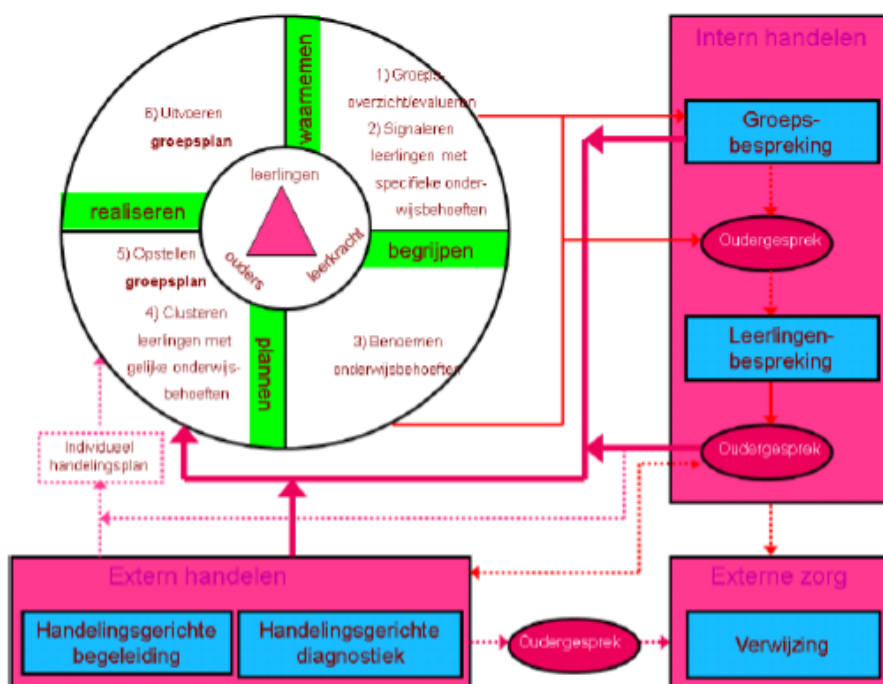 waarnemen
1) Groeps-
overzicht/evalueren
2) Signaleren
leerlingen met
specifieke onder-
wijsbehoeften
begrijpen
3) Benoemen
onderwijsbehoeften
plannen
4) Clusteren
leerlingen met
gelijke onderwijs-
behoeften
5) Opstellen
groepsplan
realiseren
6) Uitvoeren
groepsplan
leerlingen
ouders
leerkracht
Intern handelen
Groeps-
bespreking
Oudergesprek
Leerlingen-
bespreking
Oudergesprek
Individueel
handelingsplan
Extern handelen
Handelingsgerichte
begeleiding
Handelingsgerichte
diagnostiek
Oudergesprek
Externe zorg
Verwijzing